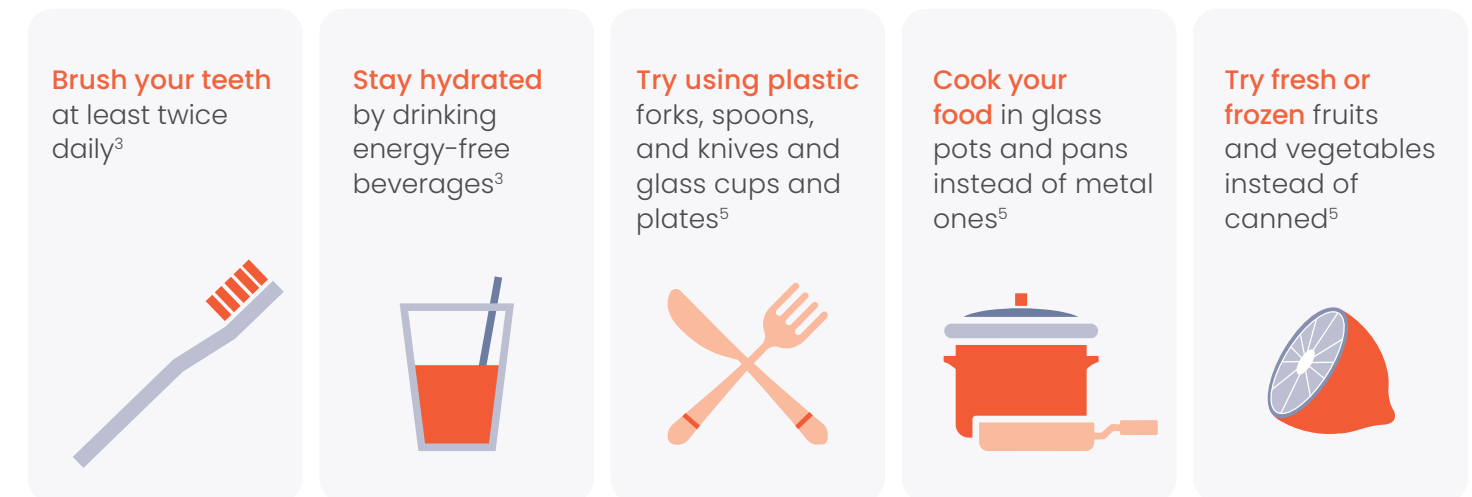 Brush your teeth
at least twice
daily³
Stay hydrated
by drinking
energy-free
beverages³
Try using plastic
forks, spoons,
and knives and
glass cups and
plates⁵
Cook your
food in glass
pots and pans
instead of metal
ones⁵
Try fresh or
frozen fruits
and vegetables
instead of
canned⁵